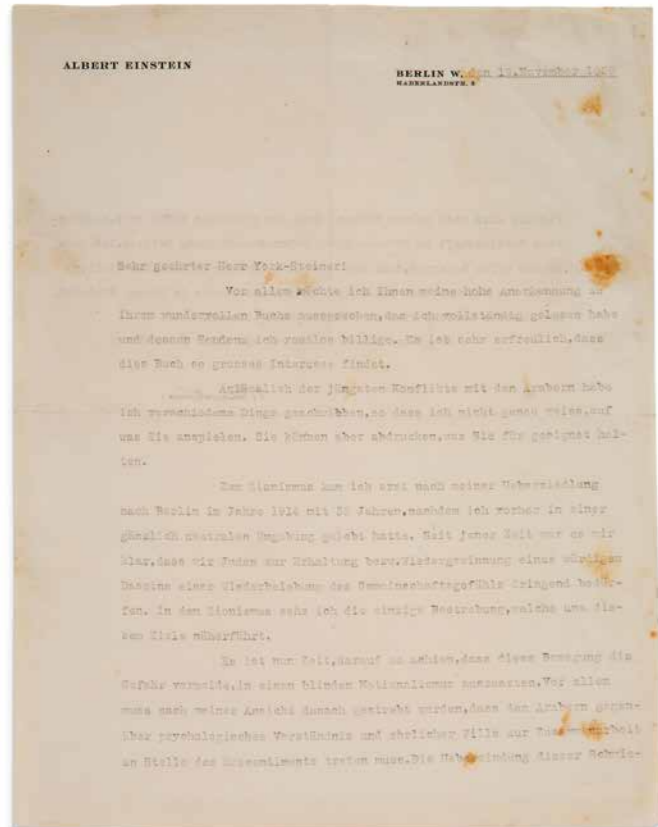 ALBERT EINSTEIN
BERLIN W. den 19.November 1929
HABERLANDSTR. 5
Sehr geehrter Herr York-Steiner!
Vor allem möchte ich Ihnen meine hohe Anerkennung zu
ihrem wundervollen Buche aussprechen,das ich vollständig gelesen habe
und dessen Tendenz ich restlos billige. Es ist sehr erfreulich,dass
dies Buch so grosses Interesse findet.
Anlässlich der jüngsten Konflikte mit den Arabern habe
ich verschiedene Dinge geschrieben,so dass ich nicht genau weiss,auf
was Sie anspielen. Sie können aber abdrucken,was Sie für geeignet hal-
ten.
Zum Zionismus kam ich erst nach meiner Uebersiedlung
nach Berlin im Jahre 1914 mit 35 Jahren,nachdem ich vorher in einer
gänzlich neutralen Umgebung gelebt hatte. Seit jener Zeit war es mir
klar,dass wir Juden zur Erhaltung bezw.Wiedergewinnung eines würdigen
Daseins einer Wiederbelebung des Gemeinschaftsgefühls dringend bedür-
fen. In dem Zionismus sehe ich die einzige Bestrebung,welche uns die-
sem Ziele näherführt.
Es ist nun Zeit,darauf zu achten,dass diese Bewegung die
Gefahr vermeide,in einen blinden Nationalismus auszuarten.Vor allem
muss nach meiner Ansicht danach gestrebt werden,dass den Arabern gegen-
über psychologisches Verständnis und ehrlicher Wille zur Zusammenarbeit
an Stelle des Ressentiments treten muss.Die Ueberwindung dieser Schwie-